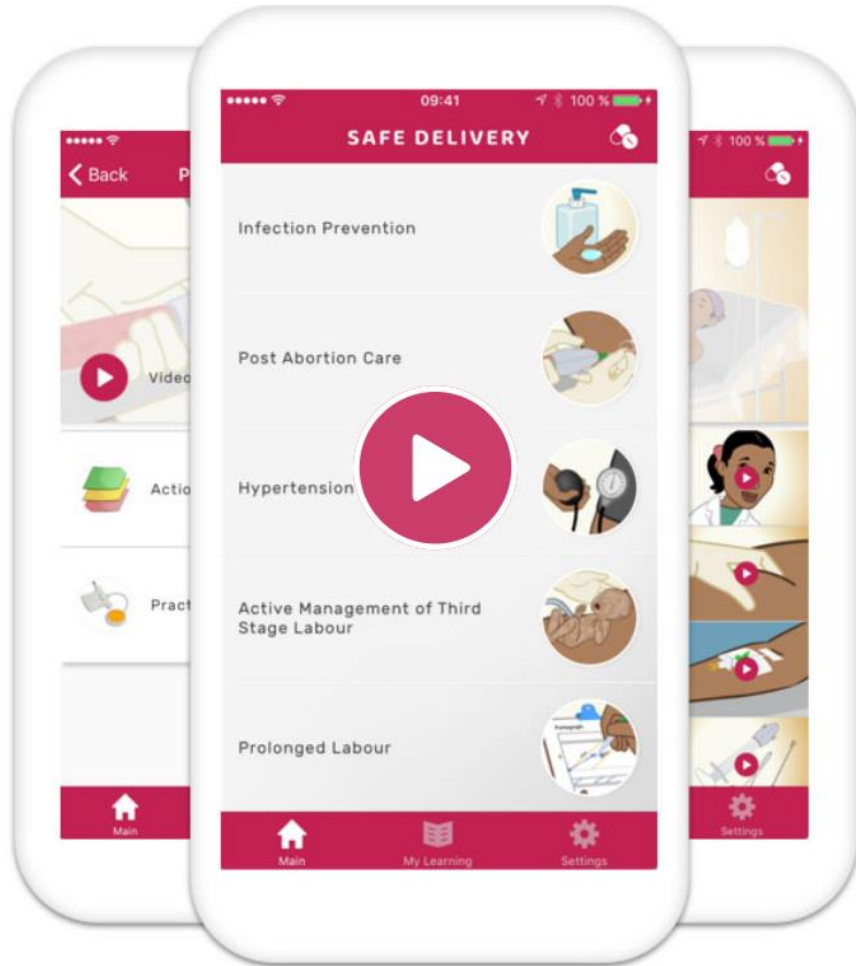 09:41
100 %
SAFE DELIVERY
Infection Prevention
Post Abortion Care
Hypertension
Active Management of Third
Stage Labour
Prolonged Labour
Main
My Learning
Settings
Back
P
Video
Actio
Pract
Main
100 %
Settings